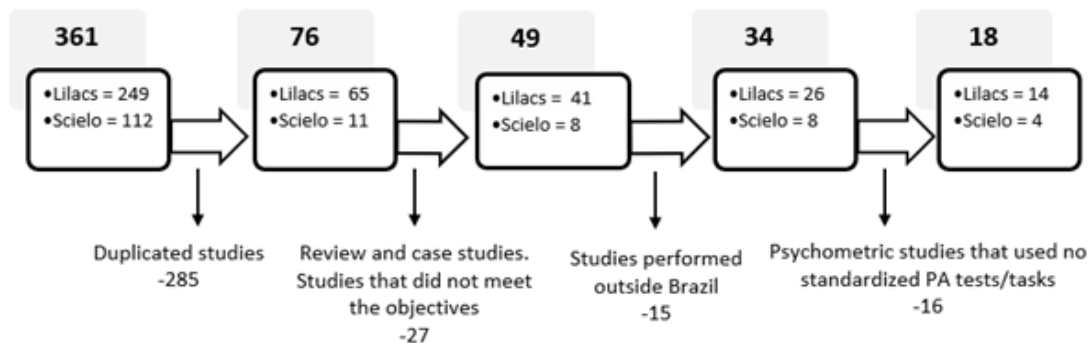 361
76
49
34
18
•Lilacs = 249
•Scielo = 112
•Lilacs = 65
•Scielo = 11
•Lilacs = 41
•Scielo = 8
•Lilacs = 26
•Scielo = 8
•Lilacs = 14
•Scielo = 4
Duplicated studies
-285
Review and case studies.
Studies that did not meet
the objectives
-27
Studies performed
outside Brazil
-15
Psychometric studies that used no
standardized PA tests/tasks
-16